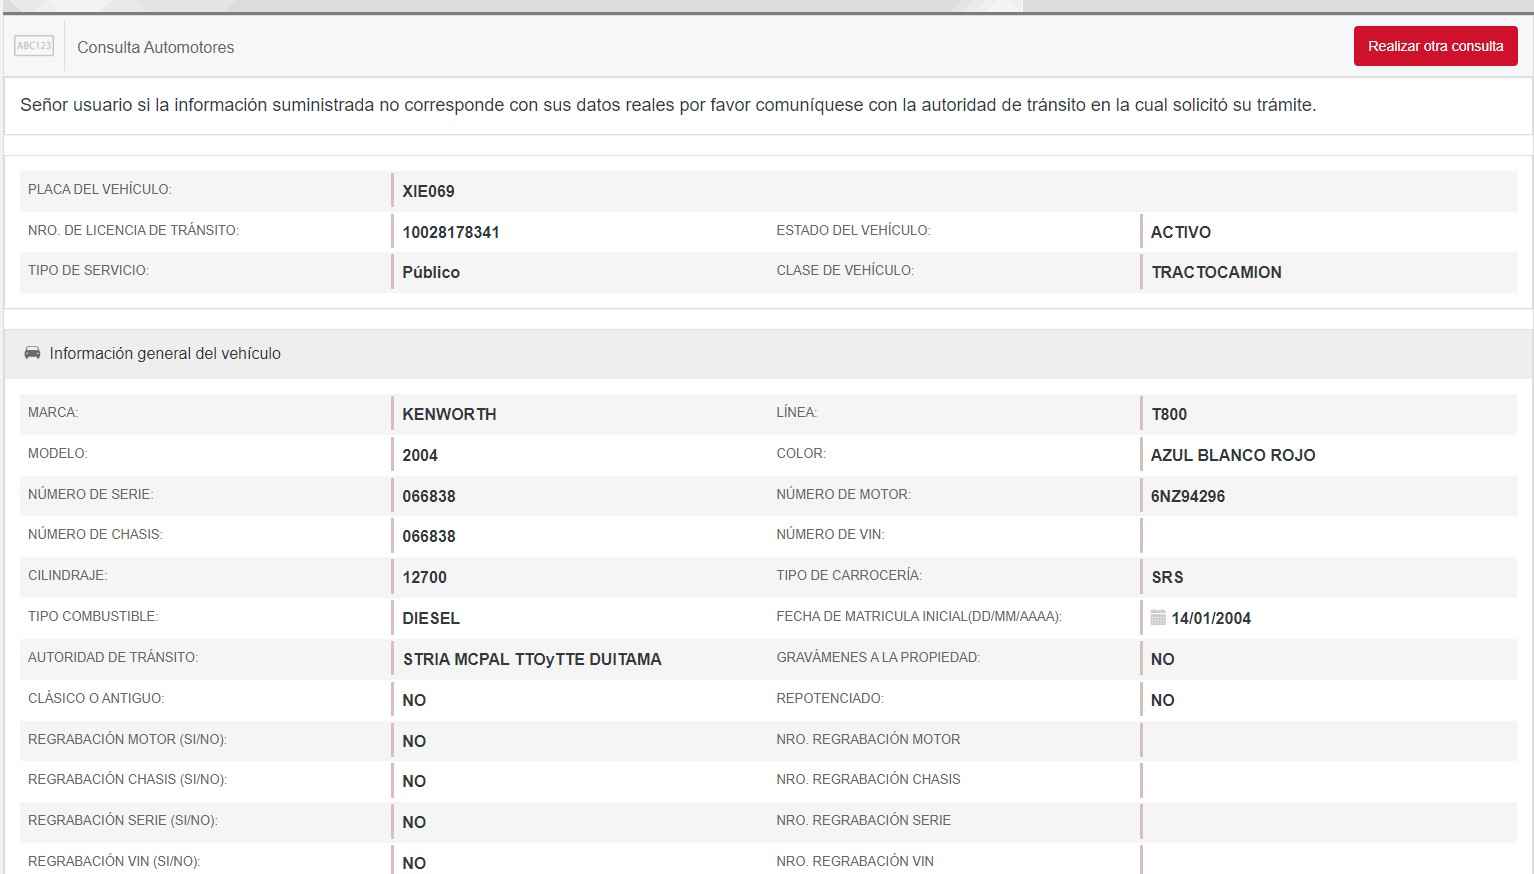 ABC123 Consulta Automotores Realizar otra consulta
Señor usuario si la información suministrada no corresponde con sus datos reales por favor comuníquese con la autoridad de tránsito en la cual solicitó su trámite.
PLACA DEL VEHÍCULO: XIE069
NRO. DE LICENCIA DE TRÁNSITO: 10028178341 ESTADO DEL VEHÍCULO: ACTIVO
TIPO DE SERVICIO: Público CLASE DE VEHÍCULO: TRACTOCAMION
Información general del vehículo
MARCA: KENWORTH LÍNEA: T800
MODELO: 2004 COLOR: AZUL BLANCO ROJO
NÚMERO DE SERIE: 066838 NÚMERO DE MOTOR: 6NZ94296
NÚMERO DE CHASIS: 066838 NÚMERO DE VIN:
CILINDRAJE: 12700 TIPO DE CARROCERÍA: SRS
TIPO COMBUSTIBLE: DIESEL FECHA DE MATRICULA INICIAL(DD/MM/AAAA): 14/01/2004
AUTORIDAD DE TRÁNSITO: STRIA MCPAL TTOyTTE DUITAMA GRAVÁMENES A LA PROPIEDAD: NO
CLÁSICO O ANTIGUO: NO REPOTENCIADO: NO
REGRABACIÓN MOTOR (SI/NO): NO NRO. REGRABACIÓN MOTOR
REGRABACIÓN CHASIS (SI/NO): NO NRO. REGRABACIÓN CHASIS
REGRABACIÓN SERIE (SI/NO): NO NRO. REGRABACIÓN SERIE
REGRABACIÓN VIN (SI/NO): NO NRO. REGRABACIÓN VIN